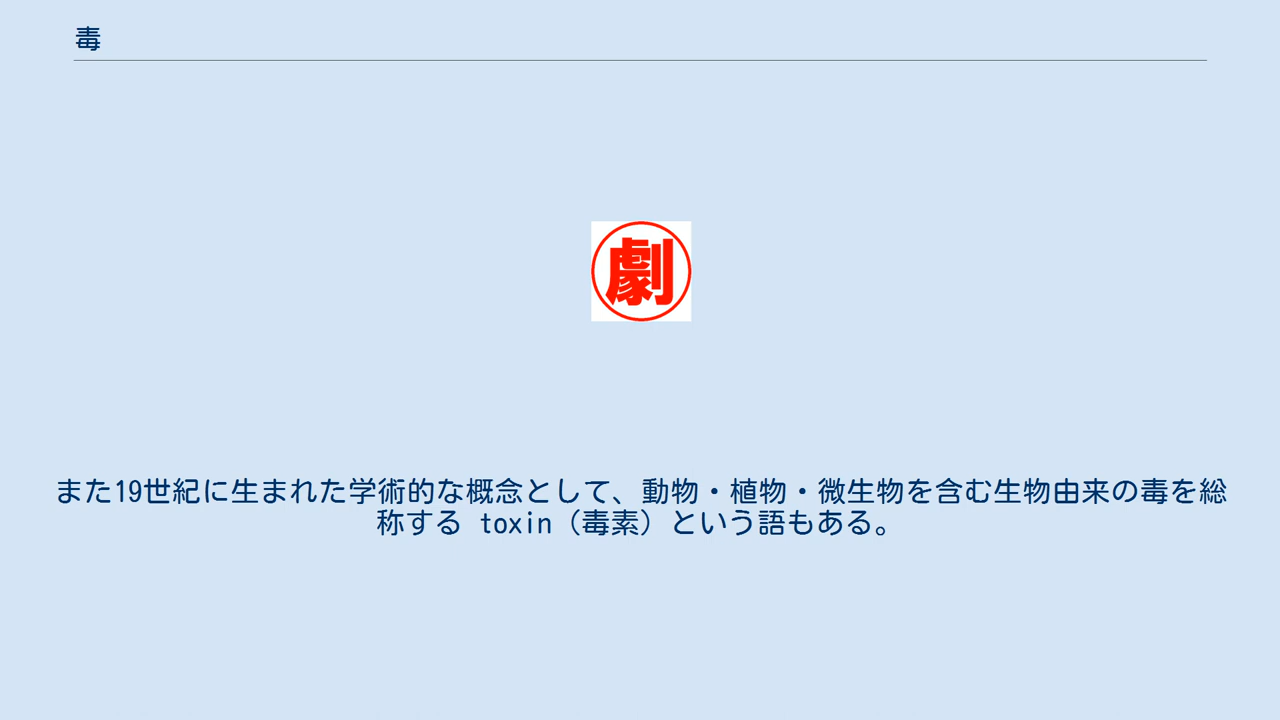 毒
劇
また19世紀に生まれた学術的な概念として、動物・植物・微生物を含む生物由来の毒を総
称する toxin（毒素）という語もある。